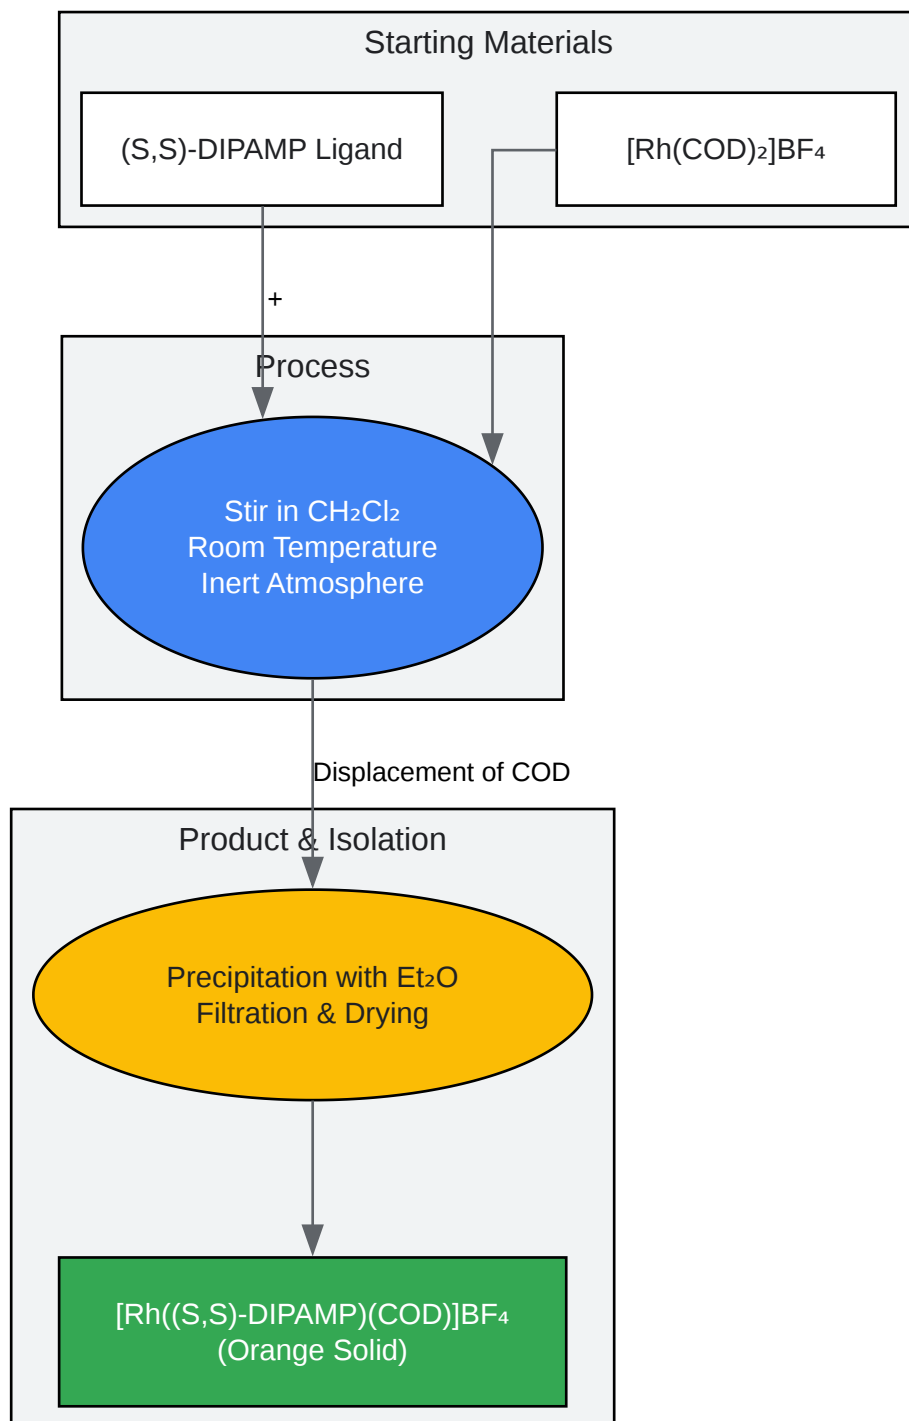 Starting Materials
(S,S)-DIPAMP Ligand
[Rh(COD)₂]BF₄
+
Process
Stir in CH₂Cl₂
Room Temperature
Inert Atmosphere
Displacement of COD
Product & Isolation
Precipitation with Et₂O
Filtration & Drying
[Rh((S,S)-DIPAMP)(COD)]BF₄
(Orange Solid)